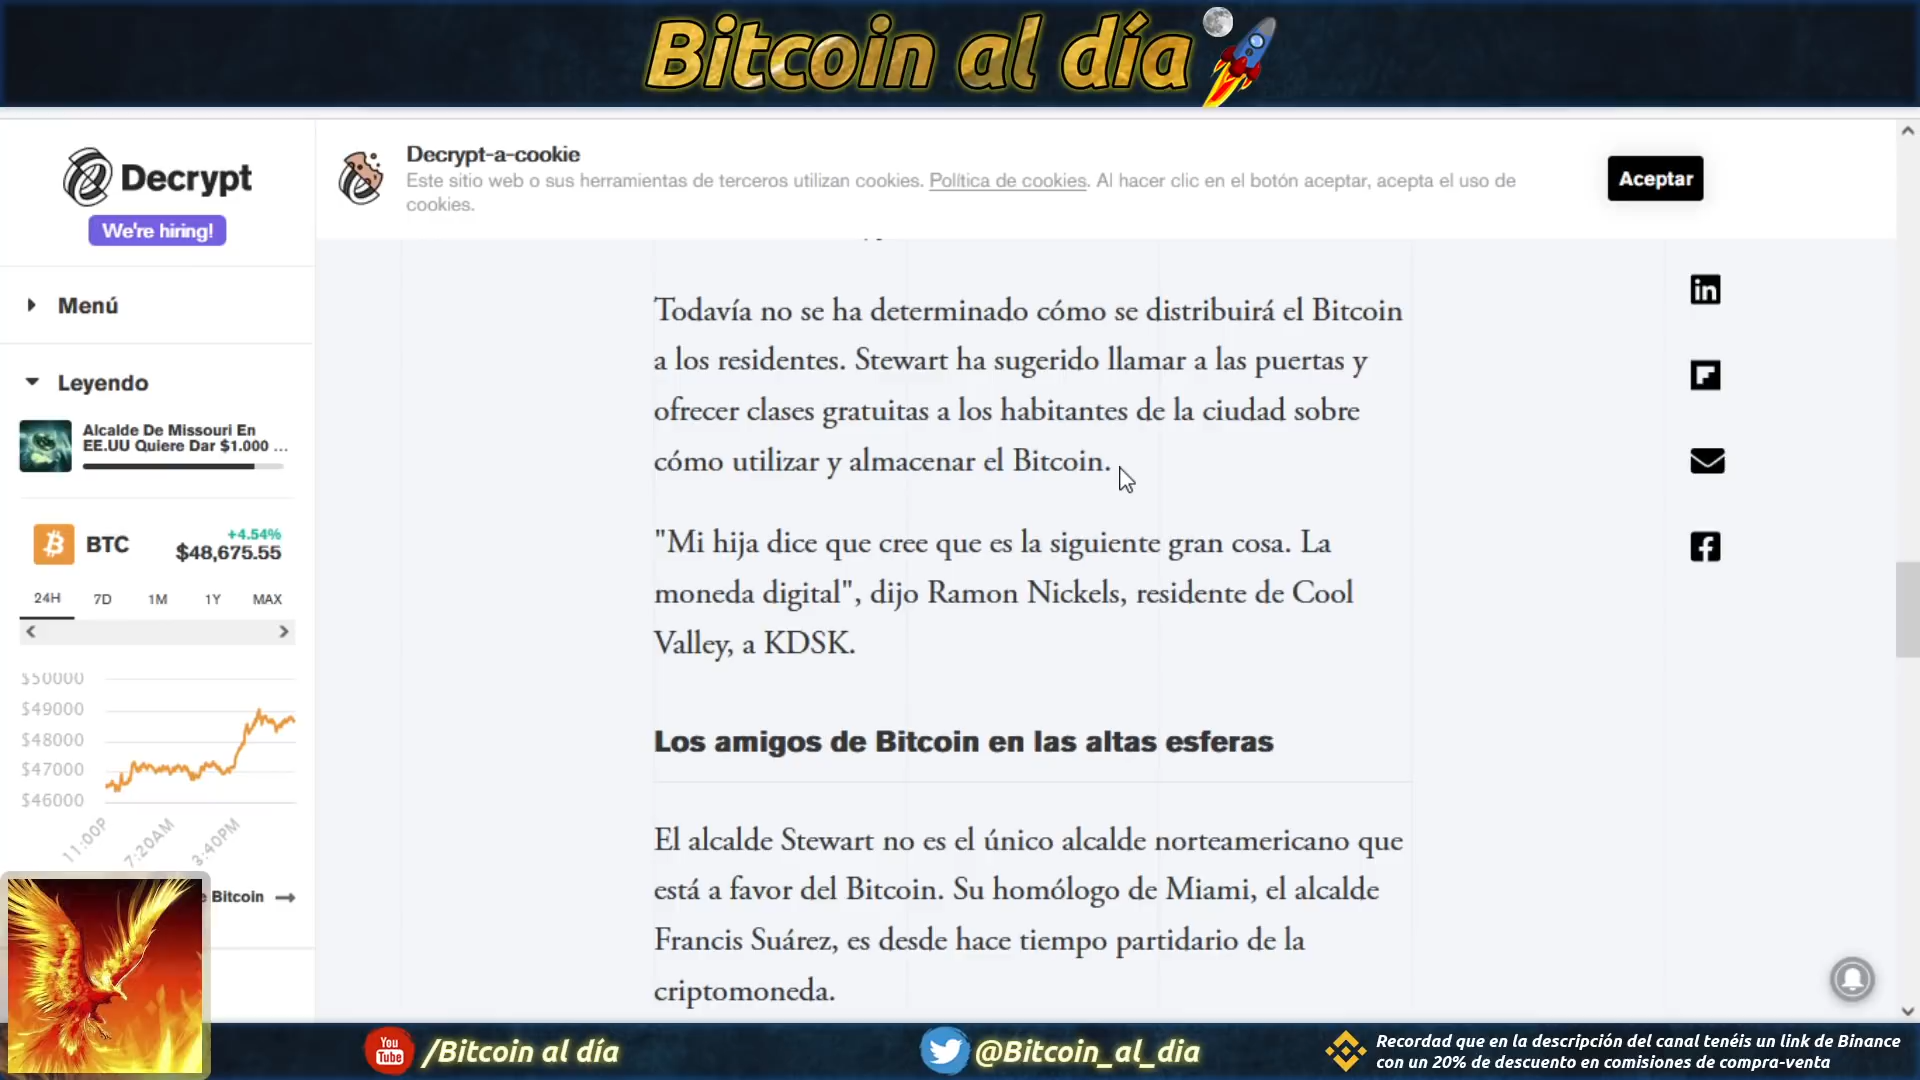 Bitcoin al día
Decrypt
We're hiring!
Menú
Leyendo
Alcalde De Missouri En
EE.UU Quiere Dar $1.000 ...
BTC
+4.54%
$48,675.55
24H 7D 1M 1Y MAX
$50000
$49000
$48000
$47000
$46000
11:00P 7:20AM 3:40PM
Bitcoin
Decrypt-a-cookie
Este sitio web o sus herramientas de terceros utilizan cookies. Política de cookies. Al hacer clic en el botón aceptar, acepta el uso de
cookies.
Aceptar
Todavía no se ha determinado cómo se distribuirá el Bitcoin
a los residentes. Stewart ha sugerido llamar a las puertas y
ofrecer clases gratuitas a los habitantes de la ciudad sobre
cómo utilizar y almacenar el Bitcoin.
"Mi hija dice que cree que es la siguiente gran cosa. La
moneda digital", dijo Ramon Nickels, residente de Cool
Valley, a KDSK.
Los amigos de Bitcoin en las altas esferas
El alcalde Stewart no es el único alcalde norteamericano que
está a favor del Bitcoin. Su homólogo de Miami, el alcalde
Francis Suárez, es desde hace tiempo partidario de la
criptomoneda.
You
Tube
/Bitcoin al día
@Bitcoin_al_dia
Recordad que en la descripción del canal tenéis un link de Binance
con un 20% de descuento en comisiones de compra-venta